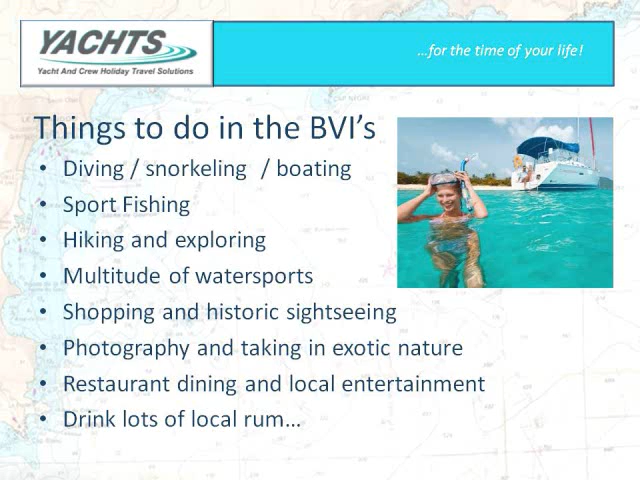 YACHTS
Yacht And Crew Holiday Travel Solutions
...for the time of your life!
Things to do in the BVI's
• Diving / snorkeling / boating
• Sport Fishing
• Hiking and exploring
• Multitude of watersports
• Shopping and historic sightseeing
• Photography and taking in exotic nature
• Restaurant dining and local entertainment
• Drink lots of local rum...